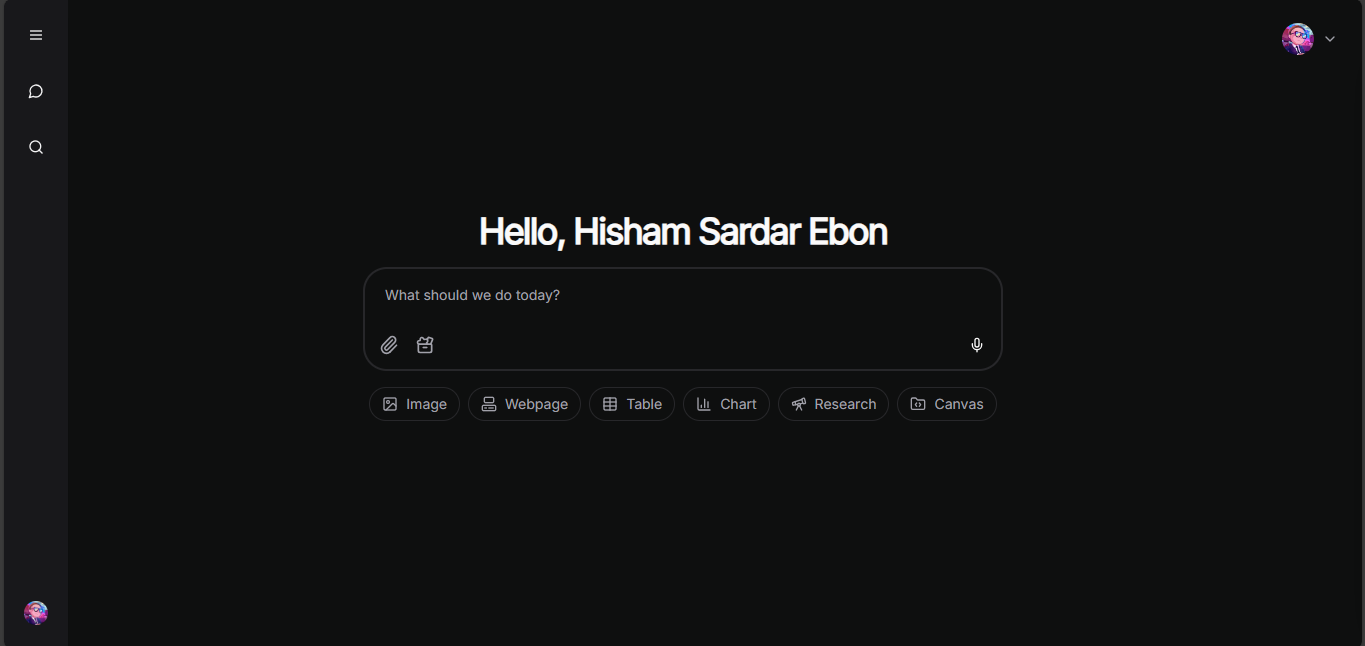 Hello, Hisham Sardar Ebon
What should we do today?
Image Webpage Table Chart Research Canvas